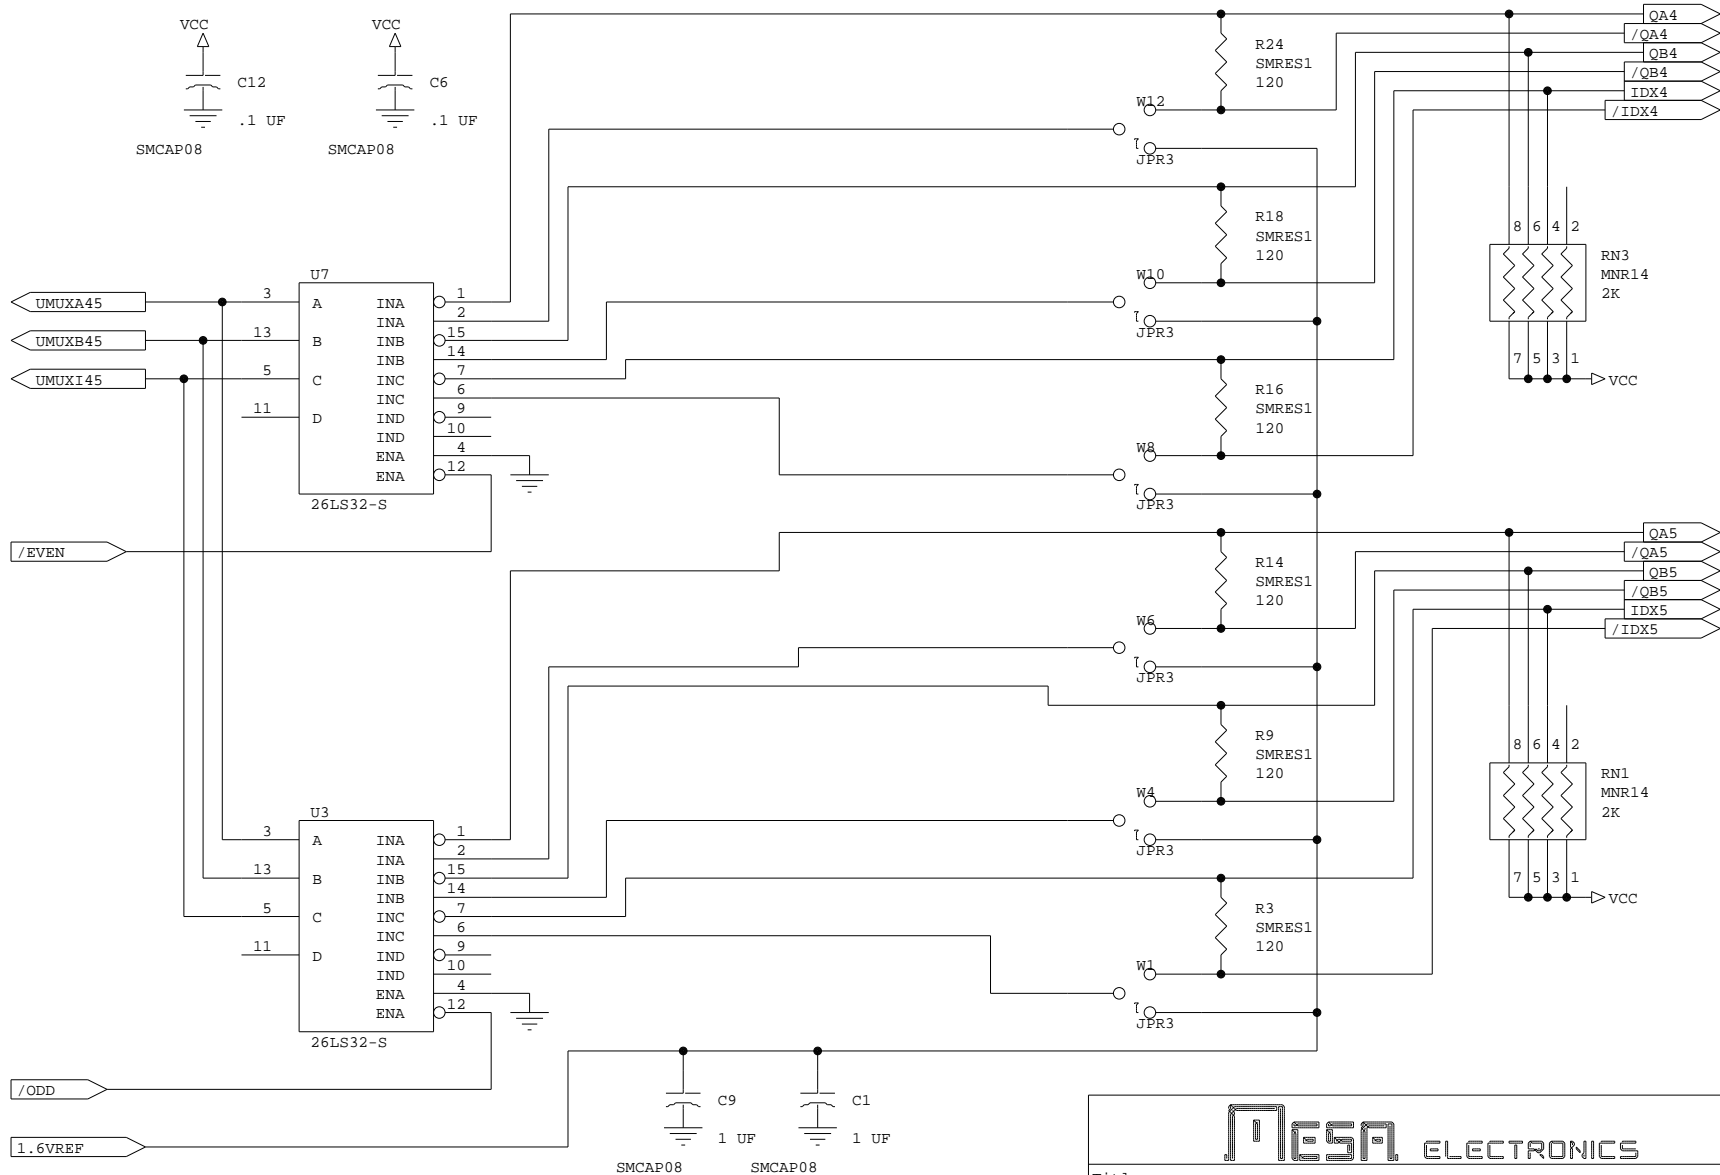 VCC
VCC
C12
C6
.1 UF
.1 UF
SMCAP08
SMCAP08
R24
SMRES1
120
QA4
/QA4
QB4
/QB4
IDX4
/IDX4
W12
JPR3
R18
SMRES1
120
W10
JPR3
8 6 4 2
RN3
MNR14
2K
7 5 3 1
VCC
U7
UMUXA45
UMUXB45
UMUXI45
3 A INA 1
INA 2
13 B INB 15
INB 14
5 C INC 7
INC 6
11 D IND 9
IND 10
ENA 4
ENA 12
26LS32-S
R16
SMRES1
120
W8
JPR3
/EVEN
R14
SMRES1
120
QA5
/QA5
QB5
/QB5
IDX5
/IDX5
W6
JPR3
R9
SMRES1
120
W4
JPR3
8 6 4 2
RN1
MNR14
2K
7 5 3 1
VCC
U3
3 A INA 1
INA 2
13 B INB 15
INB 14
5 C INC 7
INC 6
11 D IND 9
IND 10
ENA 4
ENA 12
26LS32-S
R3
SMRES1
120
W1
JPR3
/ODD
1.6VREF
C9
C1
1 UF
1 UF
SMCAP08
SMCAP08
MESA ELECTRONICS